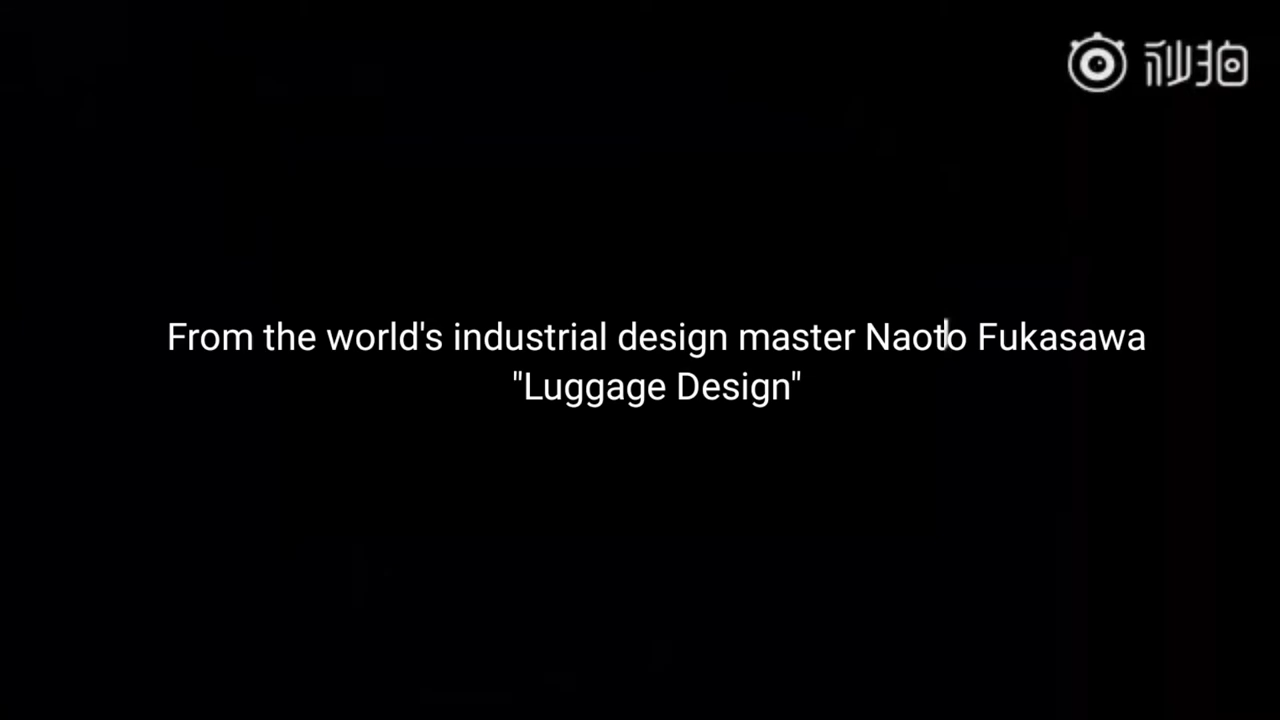 秒拍
From the world's industrial design master Naoto Fukasawa
"Luggage Design"